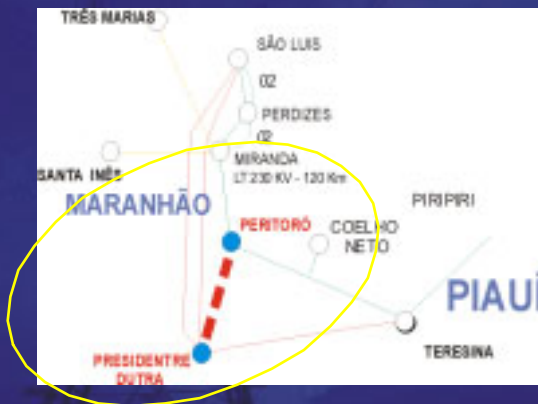 TRÊS MARIAS
SÃO LUIS
02
PERDIZES
02
MIRANDA
LT 230 KV - 120 Km
SANTA INÊS
MARANHÃO
PIRIPIRI
PERITORÓ
COELHO
NETO
PIAUÍ
TERESINA
PRESIDENTRE
DUTRA